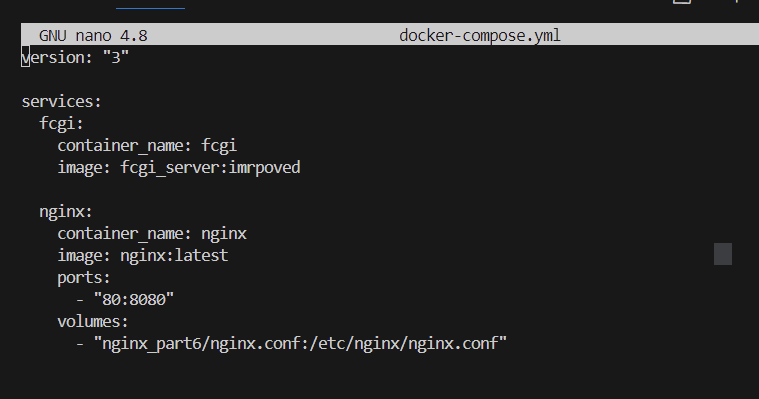 GNU nano 4.8 docker-compose.yml
version: "3"
services:
fcgi:
container_name: fcgi
image: fcgi_server:imrpoved
nginx:
container_name: nginx
image: nginx:latest
ports:
- "80:8080"
volumes:
- "nginx_part6/nginx.conf:/etc/nginx/nginx.conf"